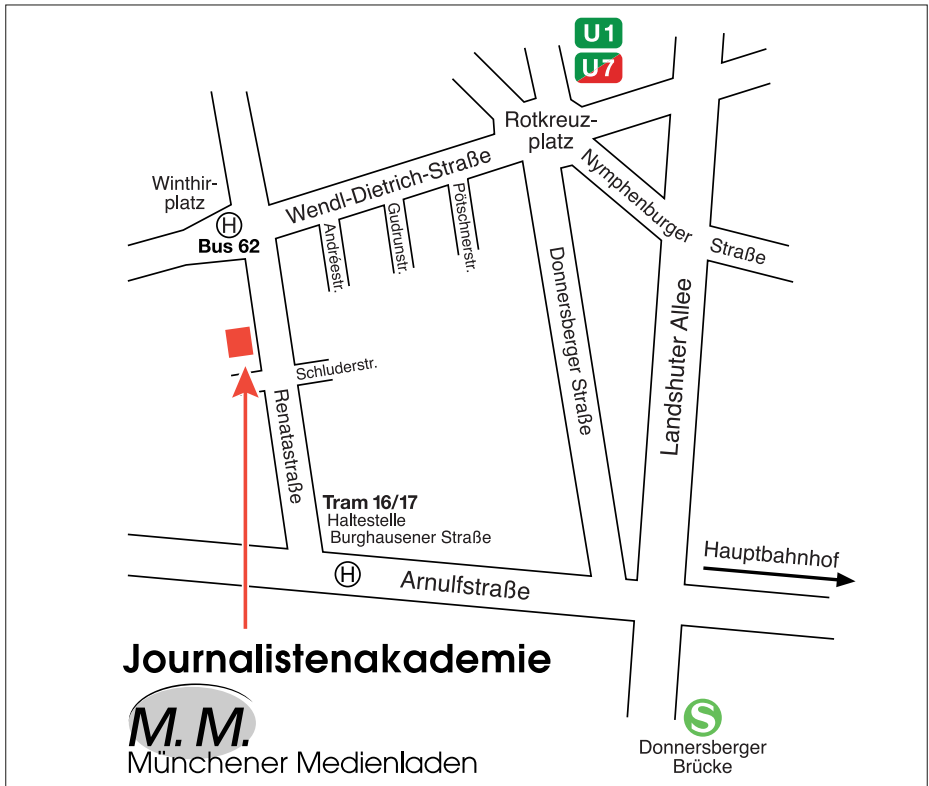 U1
U7
Rotkreuz-
platz
Winthir-
platz
H
Bus 62
Wendl-Dietrich-Straße
Andréestr.
Gudrunstr.
Pötschnerstr.
Nymphenburger Straße
Donnersberger Straße
Landshuter Allee
Schluderstr.
Renatastraße
Tram 16/17
Haltestelle
Burghausener Straße
H
Arnulfstraße
Hauptbahnhof
Journalistenakademie
M. M.
Münchener Medienladen
S
Donnersberger
Brücke